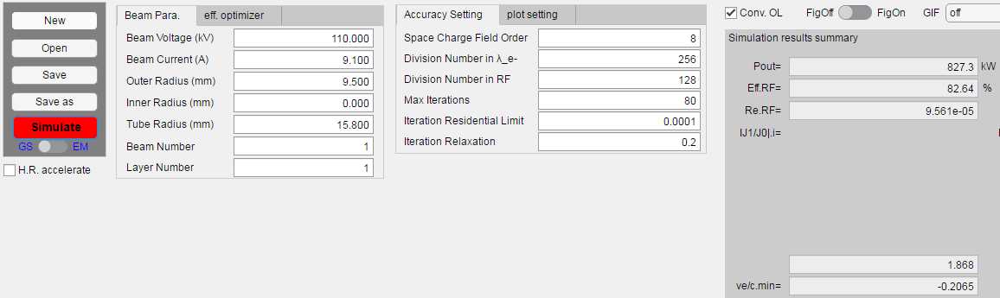 New
Open
Save
Save as
Simulate
GS EM
H.R. accelerate
Beam Para. eff. optimizer
Beam Voltage (kV) 110.000
Beam Current (A) 9.100
Outer Radius (mm) 9.500
Inner Radius (mm) 0.000
Tube Radius (mm) 15.800
Beam Number 1
Layer Number 1
Accuracy Setting plot setting
Space Charge Field Order 8
Division Number in λ_e- 256
Division Number in RF 128
Max Iterations 80
Iteration Residential Limit 0.0001
Iteration Relaxation 0.2
Conv. OL FigOff FigOn GIF off
Simulation results summary
Pout= 827.3 kW
Eff.RF= 82.64 %
Re.RF= 9.561e-05
|J1/J0|.i=
1.868
ve/c.min= -0.2065